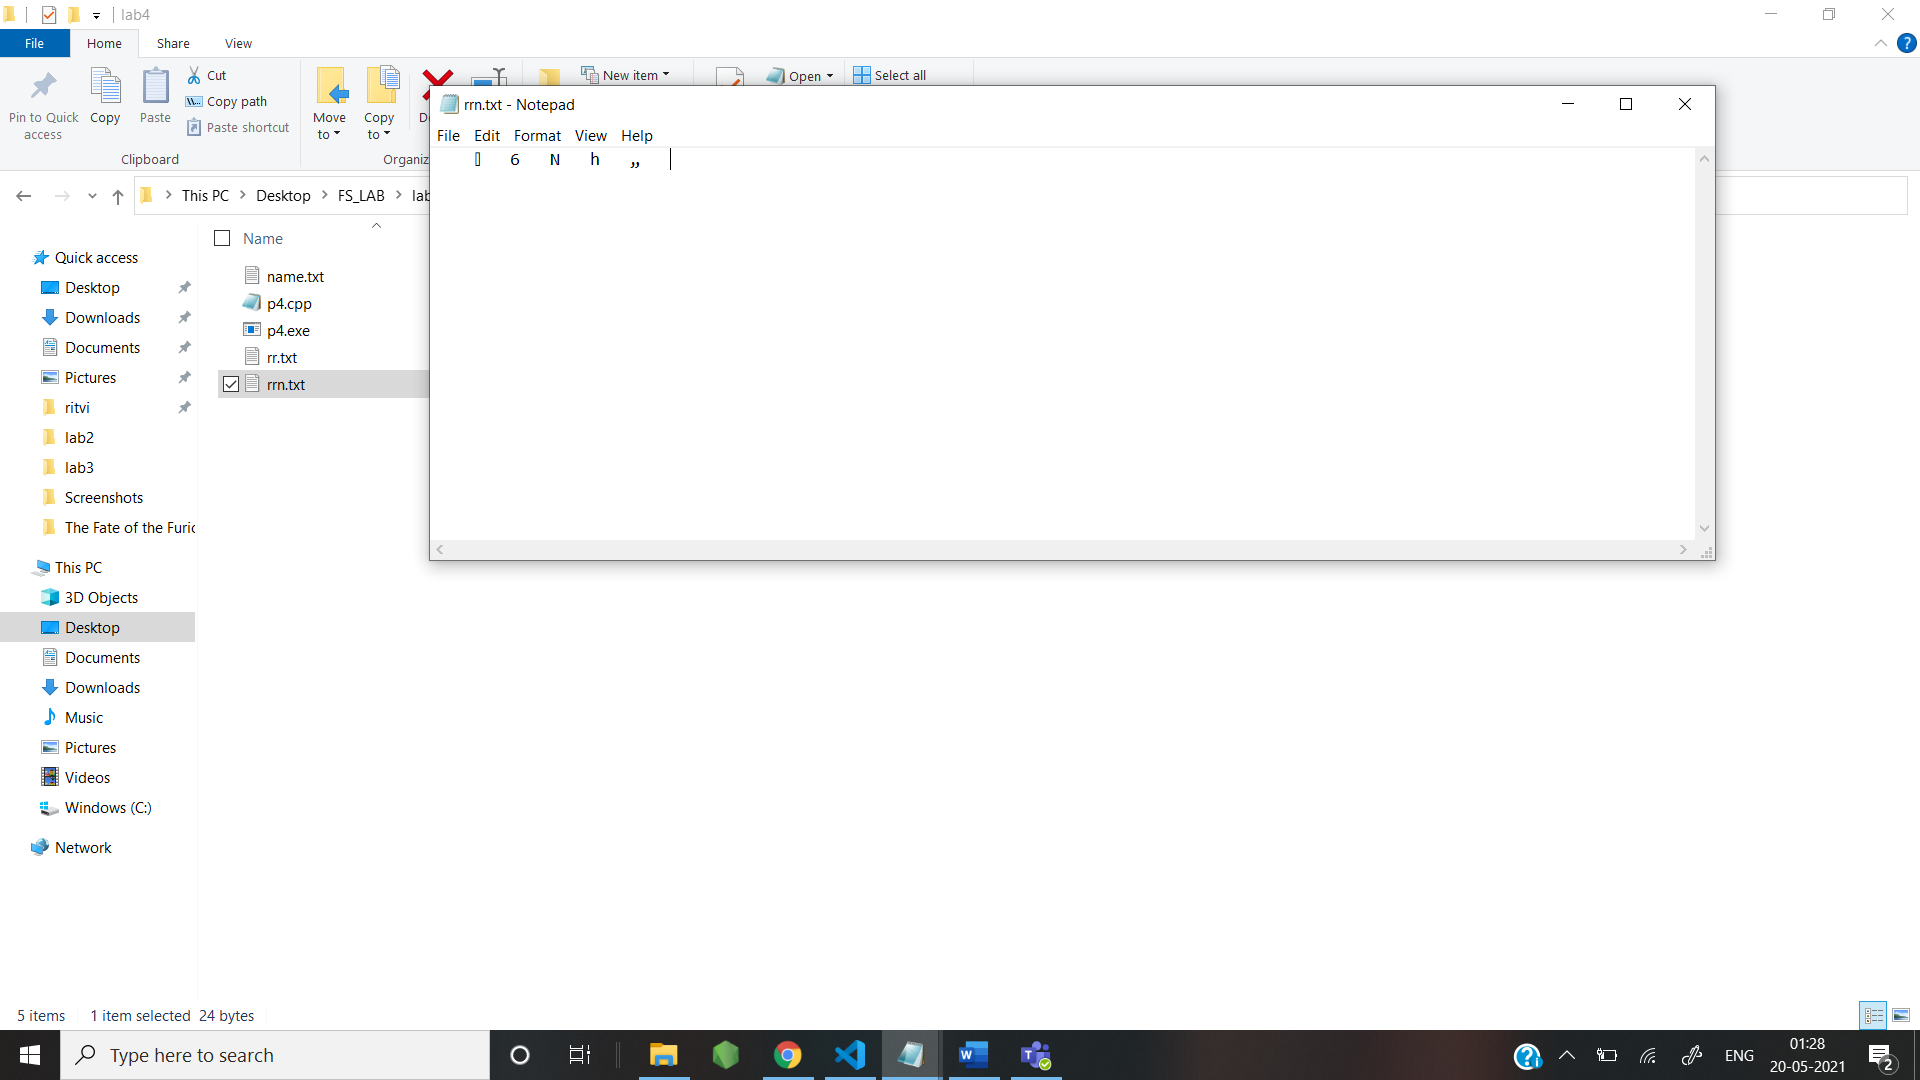 lab4
File Home Share View
Pin to Quick access
Copy
Paste
Cut
Copy path
Paste shortcut
Clipboard
Move to
Copy to
Organiz
New item
Open
Select all
rrn.txt - Notepad
File Edit Format View Help
6 N h „
This PC Desktop FS_LAB lab
Name
name.txt
p4.cpp
p4.exe
rr.txt
rrn.txt
Quick access
Desktop
Downloads
Documents
Pictures
ritvi
lab2
lab3
Screenshots
The Fate of the Furio
This PC
3D Objects
Desktop
Documents
Downloads
Music
Pictures
Videos
Windows (C:)
Network
5 items 1 item selected 24 bytes
Type here to search
ENG
01:28
20-05-2021
2